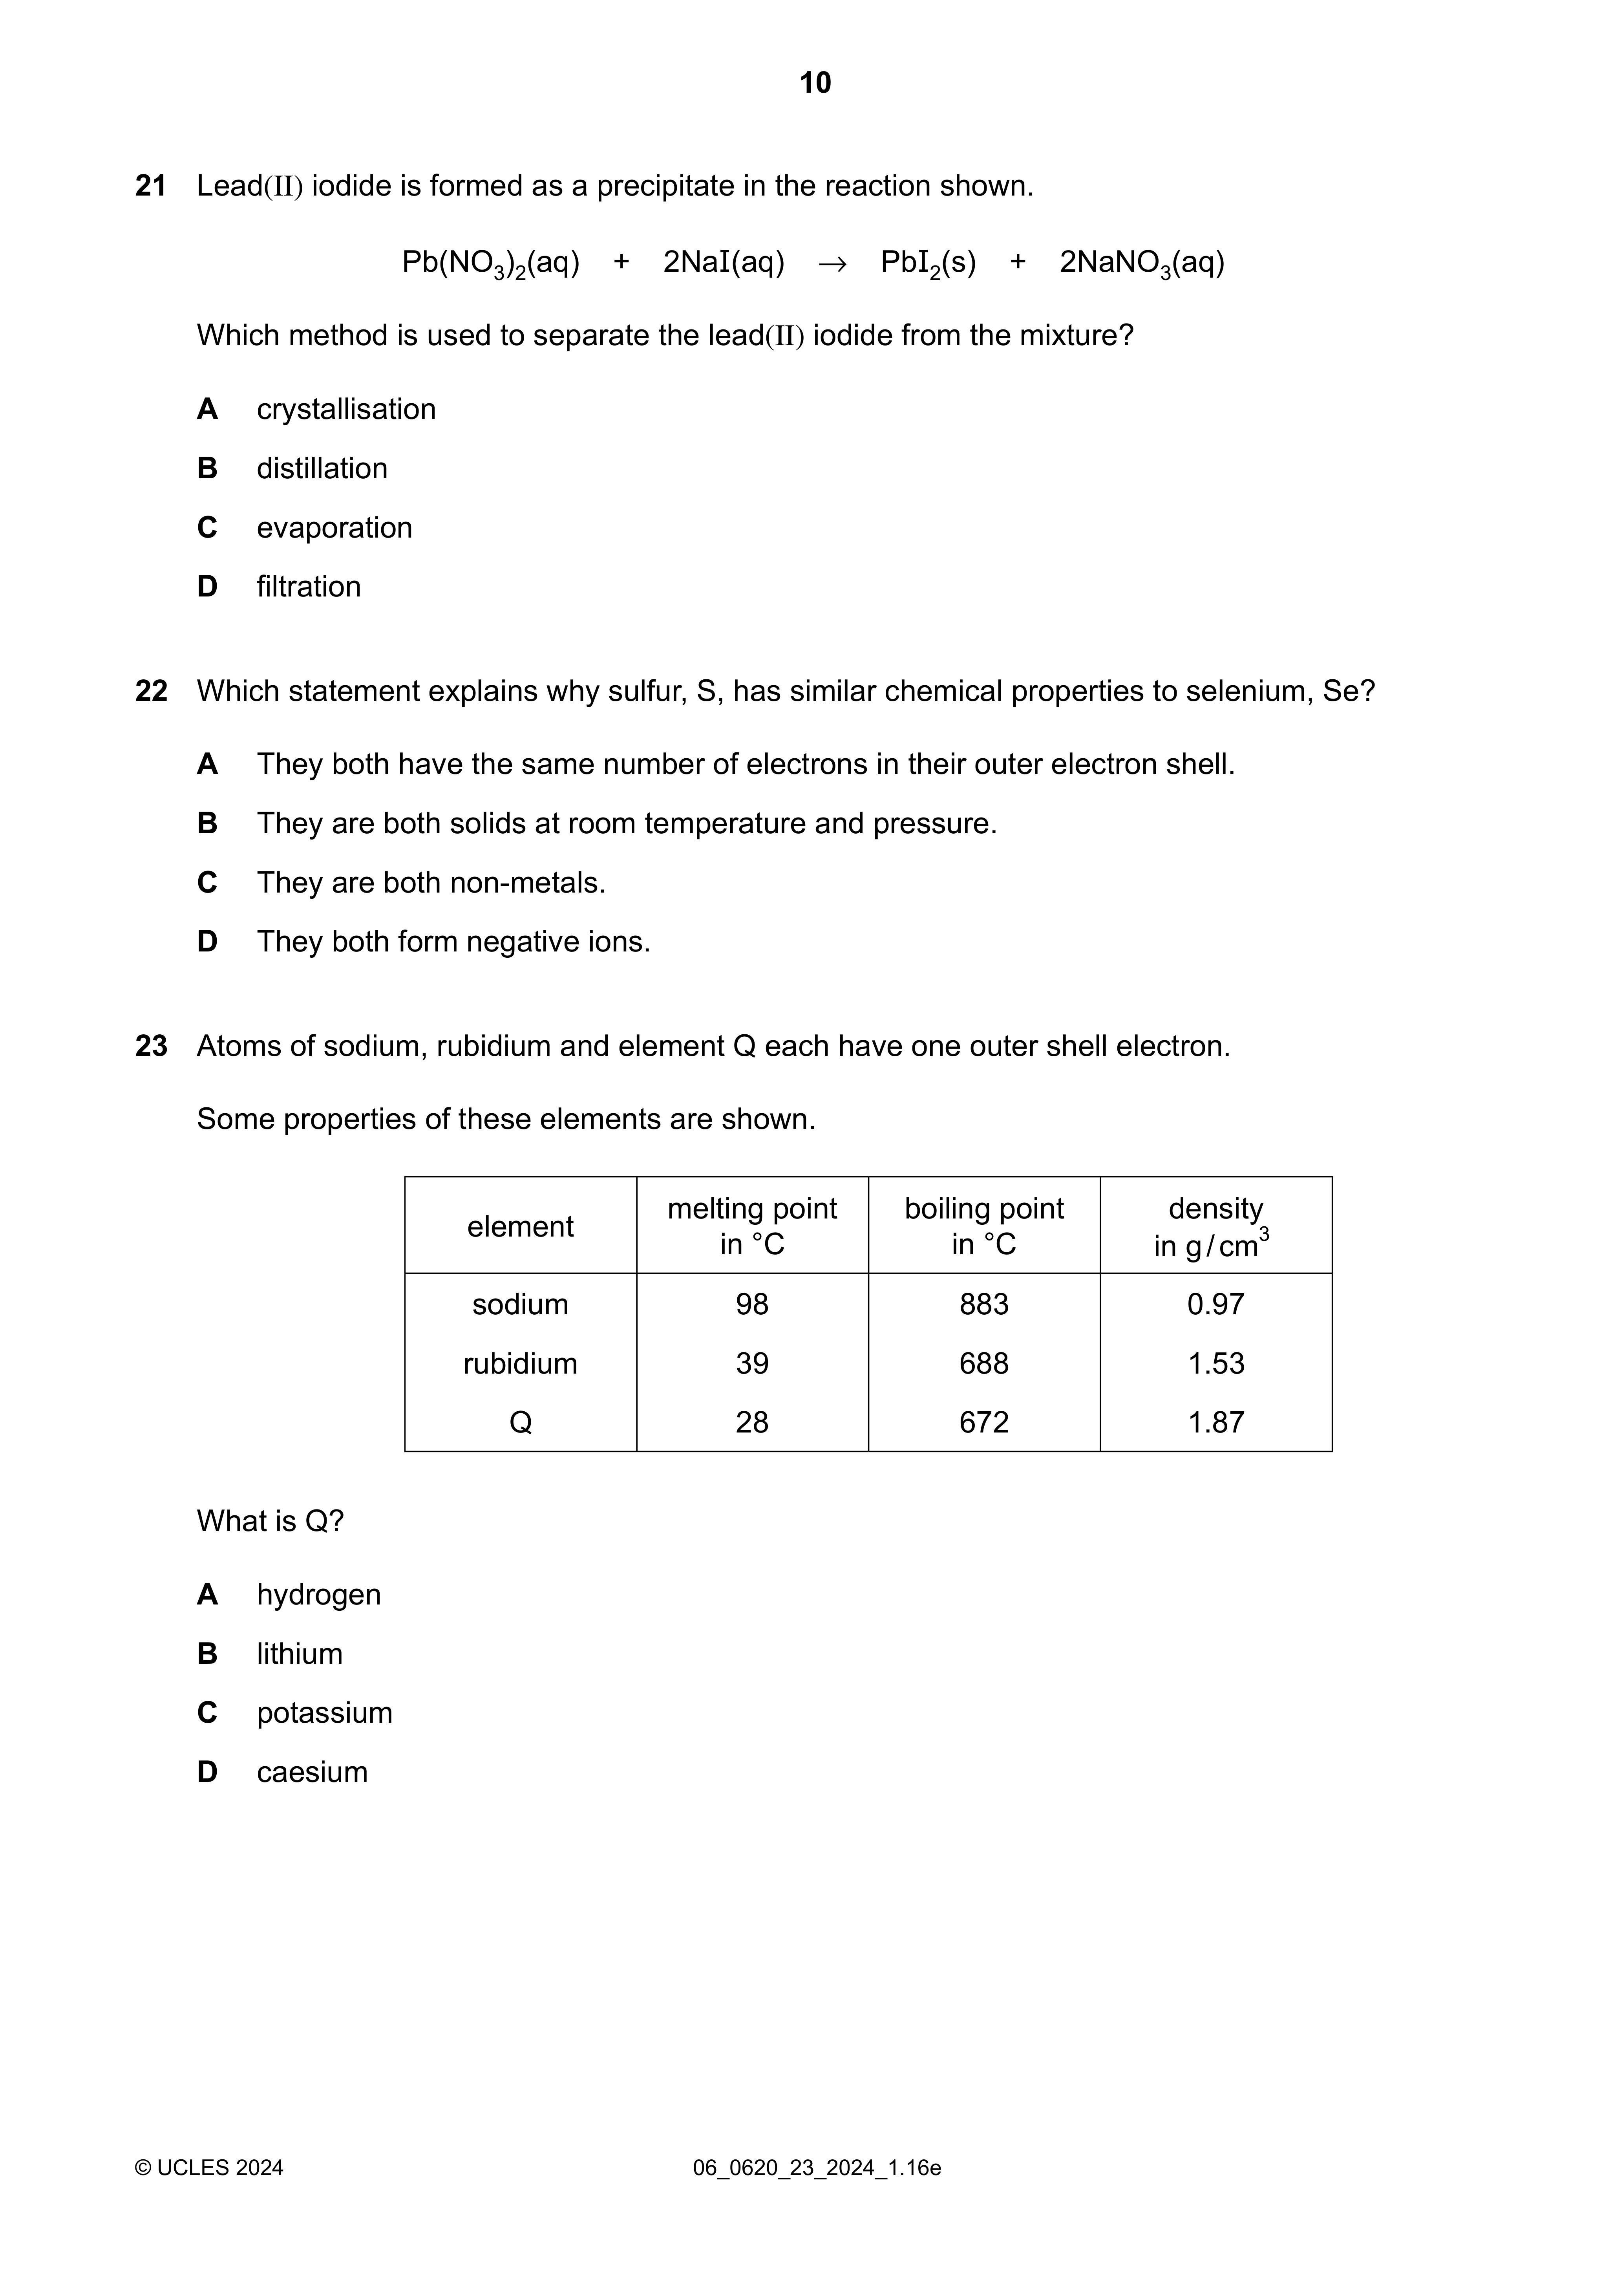 10
21 Lead(II) iodide is formed as a precipitate in the reaction shown.
Pb(NO₃)₂(aq) + 2NaI(aq) → PbI₂(s) + 2NaNO₃(aq)
Which method is used to separate the lead(II) iodide from the mixture?
A crystallisation
B distillation
C evaporation
D filtration
22 Which statement explains why sulfur, S, has similar chemical properties to selenium, Se?
A They both have the same number of electrons in their outer electron shell.
B They are both solids at room temperature and pressure.
C They are both non-metals.
D They both form negative ions.
23 Atoms of sodium, rubidium and element Q each have one outer shell electron.
Some properties of these elements are shown.
element melting point in °C boiling point in °C density in g/cm³
sodium 98 883 0.97
rubidium 39 688 1.53
Q 28 672 1.87
What is Q?
A hydrogen
B lithium
C potassium
D caesium
© UCLES 2024 06_0620_23_2024_1.16e